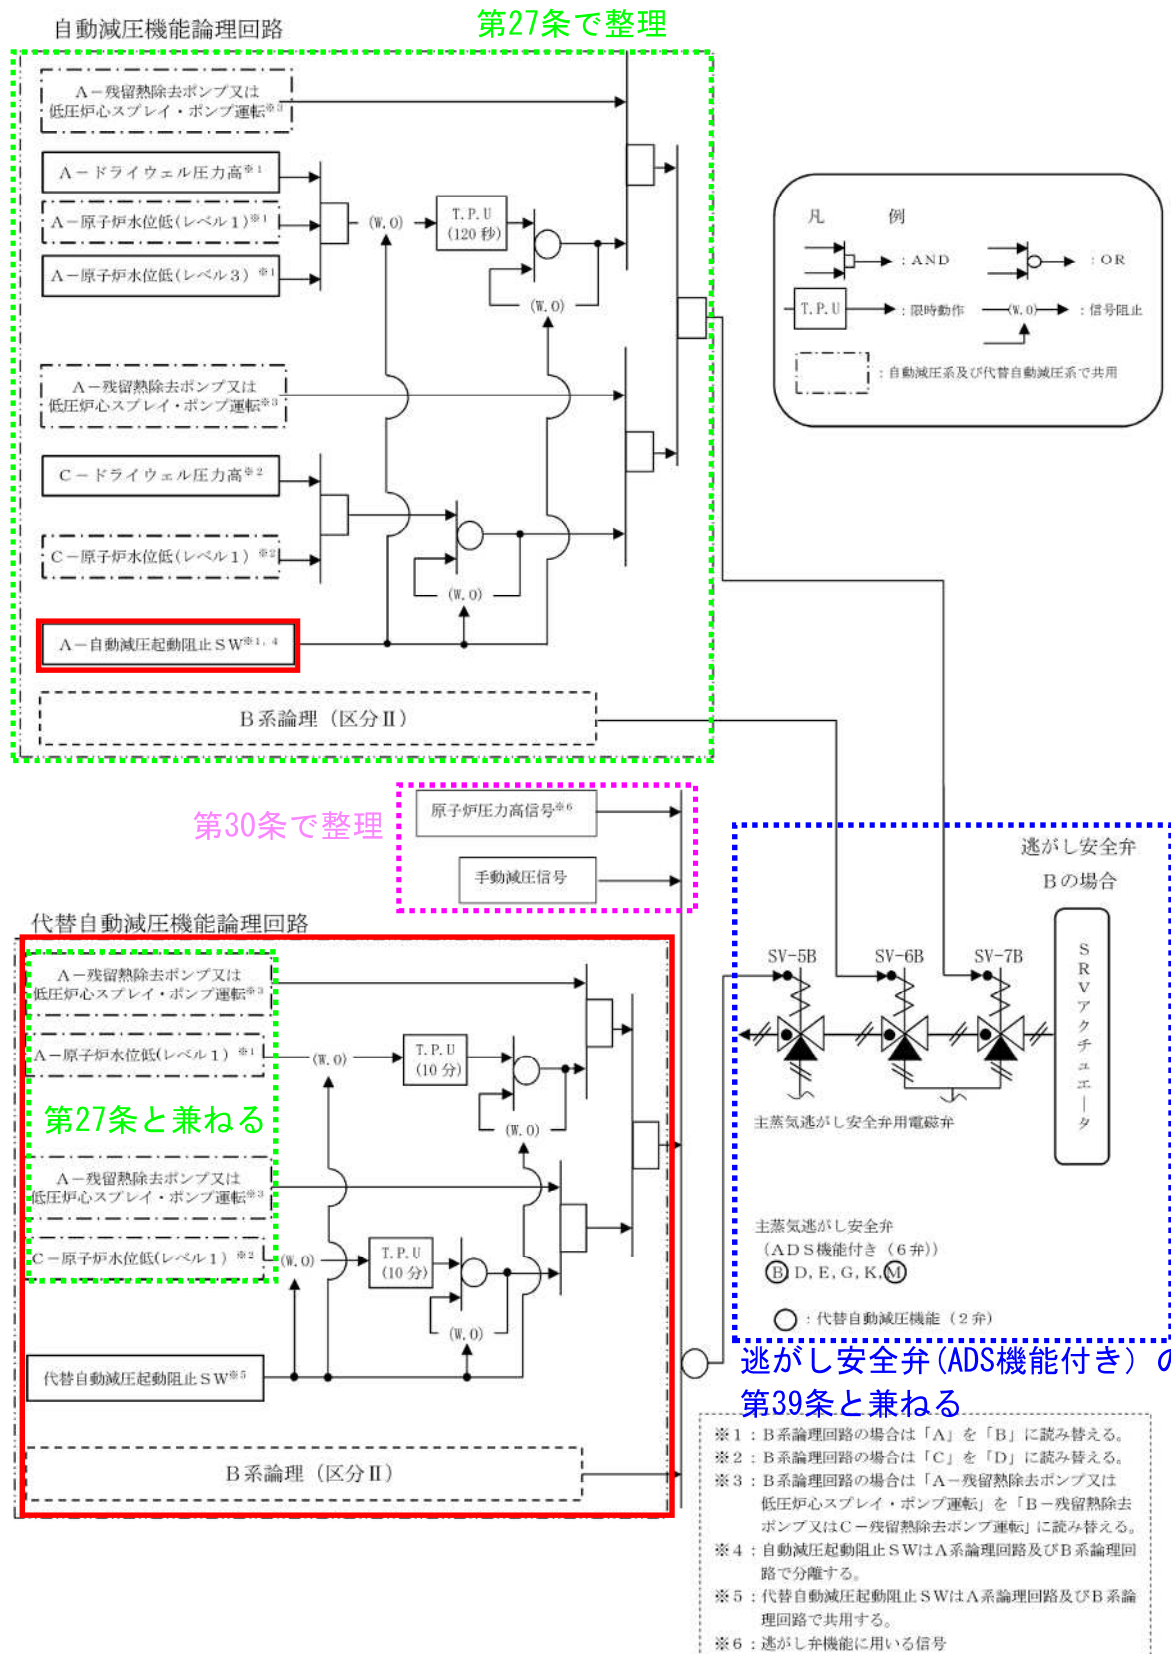 自動減圧機能論理回路
第27条で整理
A－残留熱除去ポンプ又は
低圧炉心スプレイ・ポンプ運転※3
A－ドライウェル圧力高※1
A－原子炉水位低(レベル1)※1
A－原子炉水位低(レベル3)※1
(W.O)
T.P.U
(120秒)
(W.O)
A－残留熱除去ポンプ又は
低圧炉心スプレイ・ポンプ運転※3
C－ドライウェル圧力高※2
C－原子炉水位低(レベル1)※2
(W.O)
A－自動減圧起動阻止SW※1,4
B系論理（区分Ⅱ）
凡　例
：AND
：OR
T.P.U
：限時動作
(W.O)
：信号阻止
：自動減圧系及び代替自動減圧系で共用
第30条で整理
原子炉圧力高信号※6
手動減圧信号
代替自動減圧機能論理回路
A－残留熱除去ポンプ又は
低圧炉心スプレイ・ポンプ運転※3
A－原子炉水位低(レベル1)※1
(W.O)
T.P.U
(10分)
(W.O)
第27条と兼ねる
A－残留熱除去ポンプ又は
低圧炉心スプレイ・ポンプ運転※3
C－原子炉水位低(レベル1)※2
(W.O)
T.P.U
(10分)
(W.O)
代替自動減圧起動阻止SW※5
B系論理（区分Ⅱ）
逃がし安全弁
Bの場合
SV-5B
SV-6B
SV-7B
SRVアクチュエータ
主蒸気逃がし安全弁用電磁弁
主蒸気逃がし安全弁
(ADS機能付き（6弁))
B,D,E,G,K,M
：代替自動減圧機能（2弁）
逃がし安全弁(ADS機能付き）の
第39条と兼ねる
※1：B系論理回路の場合は「A」を「B」に読み替える。
※2：B系論理回路の場合は「C」を「D」に読み替える。
※3：B系論理回路の場合は「A－残留熱除去ポンプ又は
低圧炉心スプレイ・ポンプ運転」を「B－残留熱除去
ポンプ又はC－残留熱除去ポンプ運転」に読み替える。
※4：自動減圧起動阻止SWはA系論理回路及びB系論理回
路で分離する。
※5：代替自動減圧起動阻止SWはA系論理回路及びB系論
理回路で共用する。
※6：逃がし弁機能に用いる信号